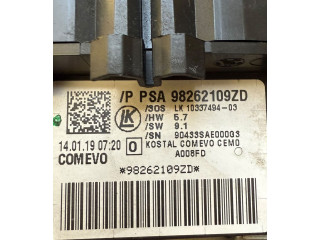 /P PSA 98262109ZD
/SOS LK 10337494-03
/HW 5.7
/SW 9.1
/SN 90433SAE000G3
14.01.19 07:20 0 KOSTAL COMEVO CEM0
COMEVO A008FD
*98262109ZD*